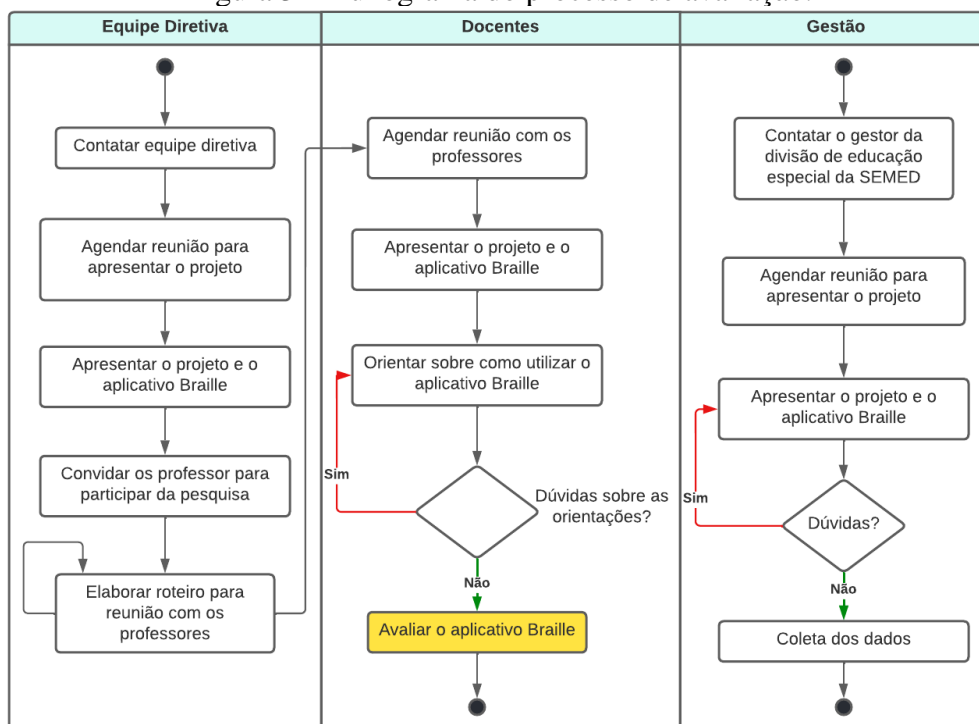 Equipe Diretiva
Contatar equipe diretiva
Agendar reunião para
apresentar o projeto
Apresentar o projeto e o
aplicativo Braille
Convidar os professor para
participar da pesquisa
Elaborar roteiro para
reunião com os
professores
Docentes
Agendar reunião com os
professores
Apresentar o projeto e o
aplicativo Braille
Orientar sobre como utilizar o
aplicativo Braille
Sim
Dúvidas sobre as
orientações?
Não
Avaliar o aplicativo Braille
Gestão
Contatar o gestor da
divisão de educação
especial da SEMED
Agendar reunião para
apresentar o projeto
Apresentar o projeto e o
aplicativo Braille
Sim
Dúvidas?
Não
Coleta dos dados